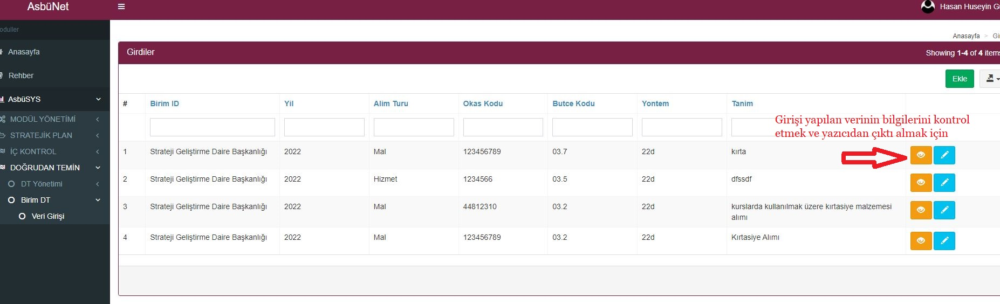 AsbüNet
Hasan Huseyin G
oduller
Anasayfa
Rehber
AsbüSYS
MODÜL YÖNETİMİ
STRATEJİK PLAN
İÇ KONTROL
DOĞRUDAN TEMİN
DT Yönetimi
Birim DT
Veri Girişi
Anasayfa > Gi
Girdiler
Showing 1-4 of 4 items
Ekle
# Birim ID Yil Alim Turu Okas Kodu Butce Kodu Yontem Tanim
Girişi yapılan verinin bilgilerini kontrol
etmek ve yazıcıdan çıktı almak için
1 Strateji Geliştirme Daire Başkanlığı 2022 Mal 123456789 03.7 22d kırta
2 Strateji Geliştirme Daire Başkanlığı 2022 Hizmet 1234566 03.5 22d dfssdf
3 Strateji Geliştirme Daire Başkanlığı 2022 Mal 44812310 03.2 22d kurslarda kullanılmak üzere kırtasiye malzemesi
alımı
4 Strateji Geliştirme Daire Başkanlığı 2022 Mal 123456789 03.2 22d Kırtasiye Alımı